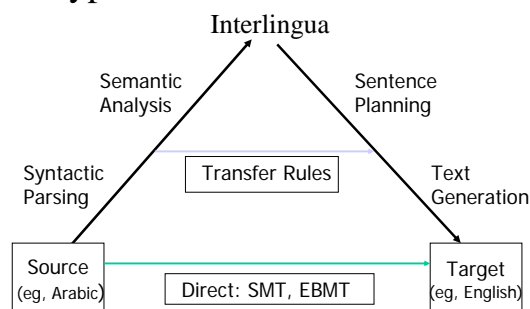 Interlingua
Semantic
Analysis
Sentence
Planning
Syntactic
Parsing
Transfer Rules
Text
Generation
Source
(eg, Arabic)
Direct: SMT, EBMT
Target
(eg, English)